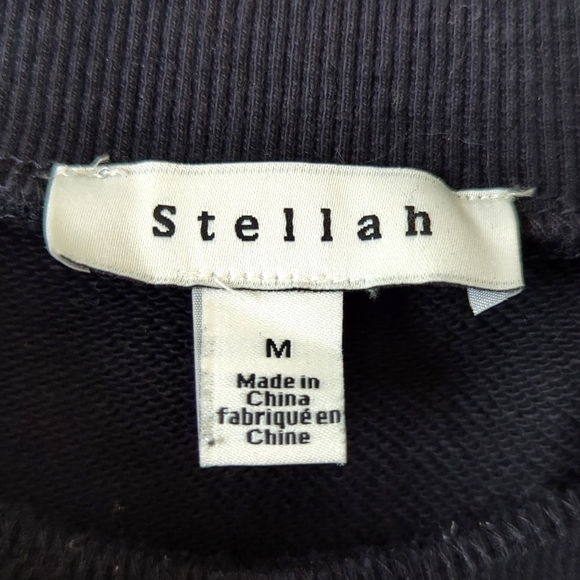 Stellah
M
Made in
China
fabriqué en
Chine